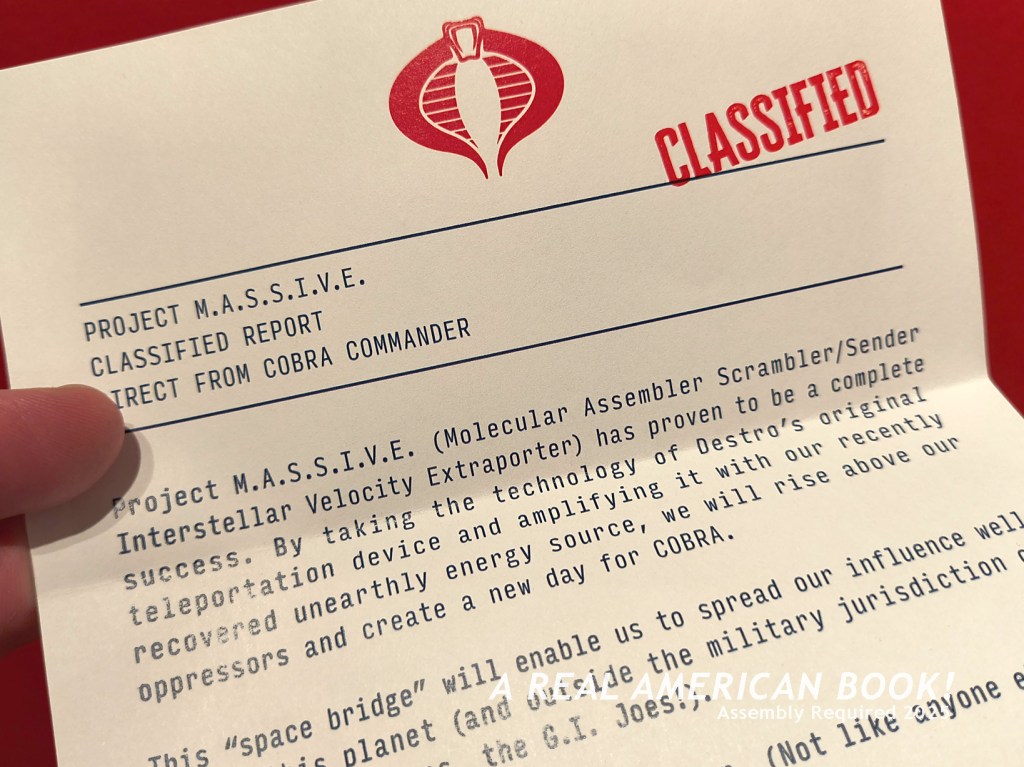 CLASSIFIED
PROJECT M.A.S.S.I.V.E.
CLASSIFIED REPORT
IRECT FROM COBRA COMMANDER
Project M.A.S.S.I.V.E. (Molecular Assembler Scrambler/Sender
Interstellar Velocity Extraporter) has proven to be a complete
success. By taking the technology of Destro's original
teleportation device and amplifying it with our recently
recovered unearthly energy source, we will rise above our
oppressors and create a new day for COBRA.
This “space bridge” will enable us to spread our influence well
his planet (and outside the military jurisdiction
the G.I. Joes!).
(Not like anyone
A REAL AMERICAN BOOK!
Assembly Required